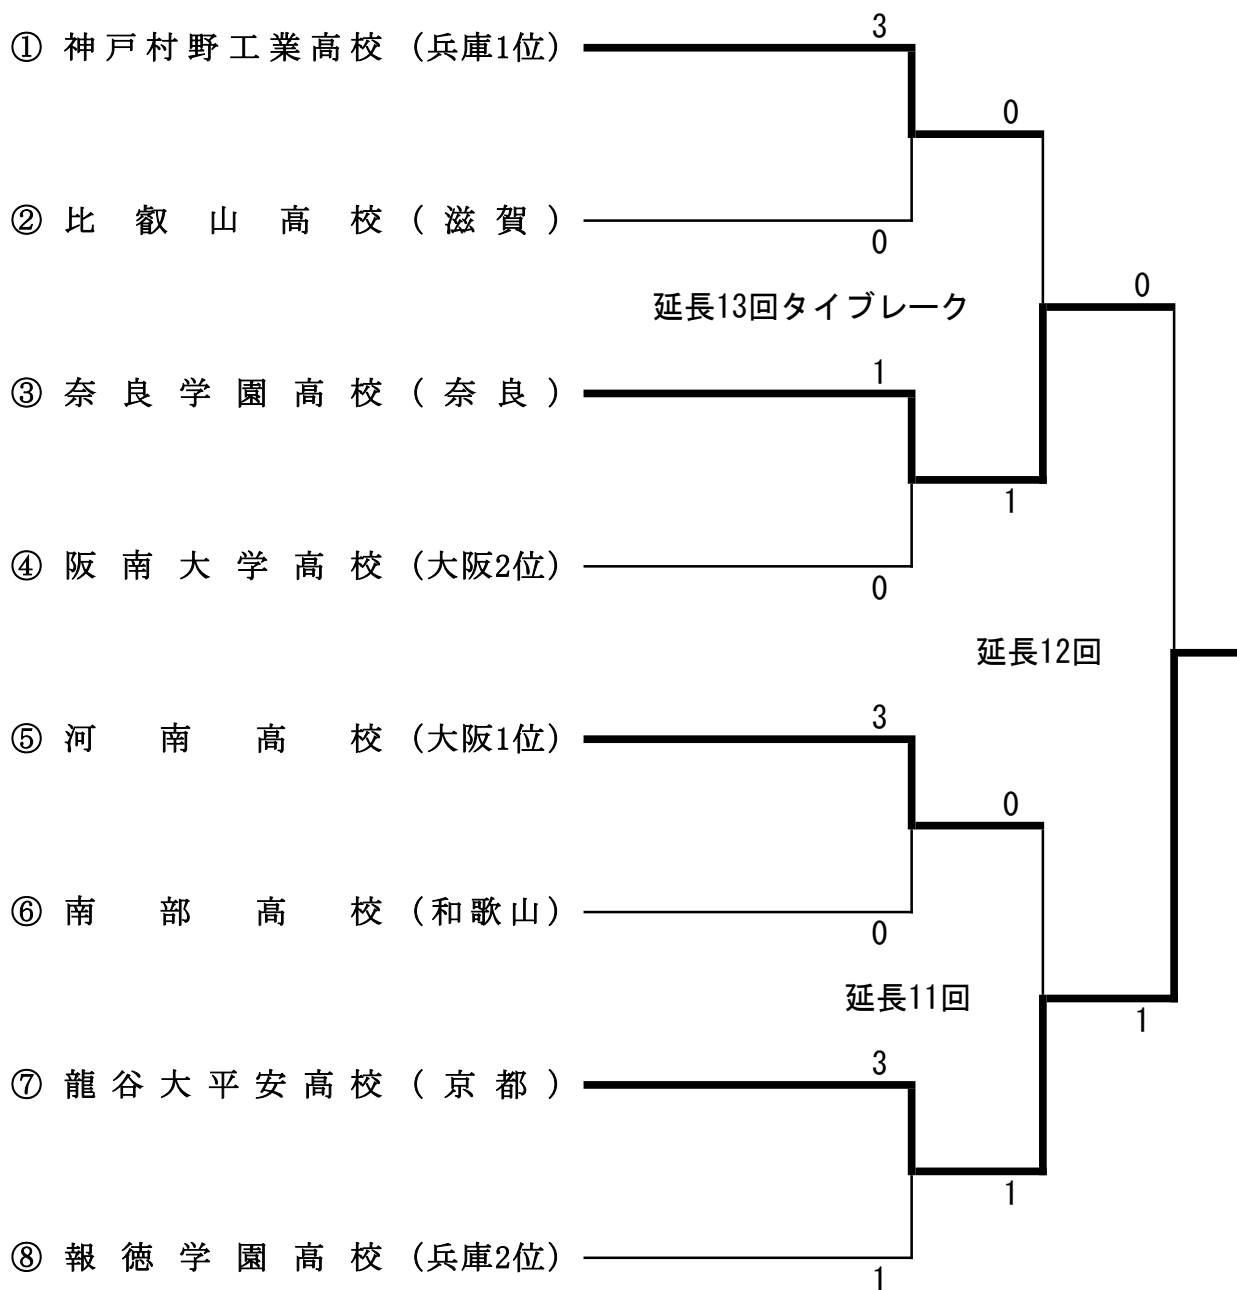 3
① 神戸村野工業高校 (兵庫1位)
0
② 比叡山高校 (滋賀)
0
0
延長13回タイブレーク
1
③ 奈良学園高校 (奈良)
1
④ 阪南大学高校 (大阪2位)
0
延長12回
3
⑤ 河南高校 (大阪1位)
0
⑥ 南部高校 (和歌山)
0
延長11回
1
3
⑦ 龍谷大平安高校 (京都)
1
⑧ 報徳学園高校 (兵庫2位)
1